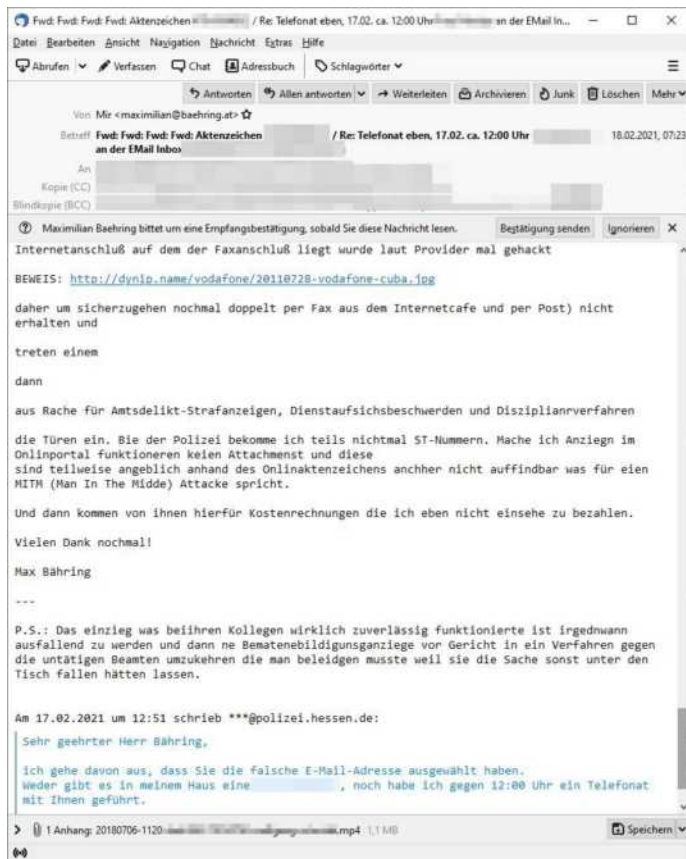 Fwd: Fwd: Fwd: Fwd: Aktenzeichen / Re: Telefonat eben, 17.02. ca. 12:00 Uhr an der EMail In...
Datei Bearbeiten Ansicht Navigation Nachricht Extras Hilfe
Abrufen Verfassen Chat Adressbuch Schlagwörter
Antworten Allen antworten Weiterleiten Archivieren Junk Löschen Mehr
Von Mir <maximilian@baehring.at>
Betreff Fwd: Fwd: Fwd: Fwd: Aktenzeichen / Re: Telefonat eben, 17.02. ca. 12:00 Uhr 18.02.2021, 07:23
an der EMail Inbox
An
Kopie (CC)
Blindkopie (BCC)
Maximilian Baehring bittet um eine Empfangsbestätigung, sobald Sie diese Nachricht lesen. Bestätigung senden Ignorieren
Internetanschluß auf dem der Faxanschluß liegt wurde laut Provider mal gehackt
BEWEIS: http://dynip.name/vodafone/20110728-vodafone-cuba.jpg
daher um sicherzugehen nochmal doppelt per Fax aus dem Internetcafe und per Post) nicht
erhalten und
treten einem
dann
aus Rache für Amtsdelikt-Strafanzeigen, Dienstaufsichsbeschwerden und Disziplianrverfahren
die Türen ein. Bie der Polizei bekomme ich teils nichtmal ST-Nummern. Mache ich Anziegn im
Onlinportal funktioneren keien Attachmenst und diese
sind teilweise angeblich anhand des Onlinaktenzeichens anchher nicht auffindbar was für eien
MITM (Man In The Midde) Attacke spricht.
Und dann kommen von ihnen hierfür Kostenrechnungen die ich eben nicht einsehe zu bezahlen.
Vielen Dank nochmal!
Max Bähring
---
P.S.: Das einzieg was beiihren Kollegen wirklich zuverlässig funktionierte ist irgednwann
ausfallend zu werden und dann ne Bematenebildigunsganziege vor Gericht in ein Verfahren gegen
die untätigen Beamten umzukehren die man beleidgen musste weil sie die Sache sonst unter den
Tisch fallen hätten lassen.
Am 17.02.2021 um 12:51 schrieb ***@polizei.hessen.de:
Sehr geehrter Herr Bähring,
ich gehe davon aus, dass Sie die falsche E-Mail-Adresse ausgewählt haben.
Weder gibt es in meinem Haus eine , noch habe ich gegen 12:00 Uhr ein Telefonat
mit Ihnen geführt.
1 Anhang: 20180706-1120 .mp4 1,1 MB Speichern